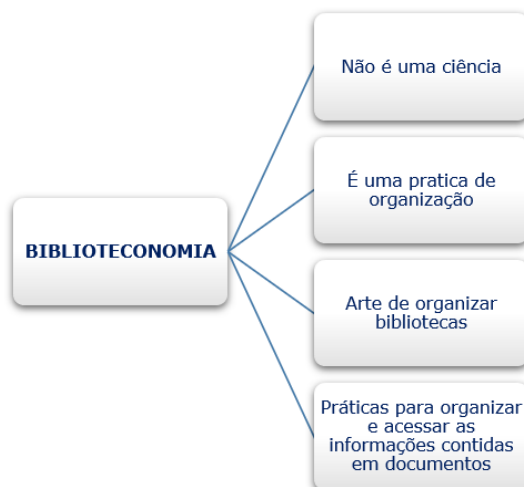 Não é uma ciência
É uma pratica de
organização
BIBLIOTECONOMIA
Arte de organizar
bibliotecas
Práticas para organizar
e acessar as
informações contidas
em documentos